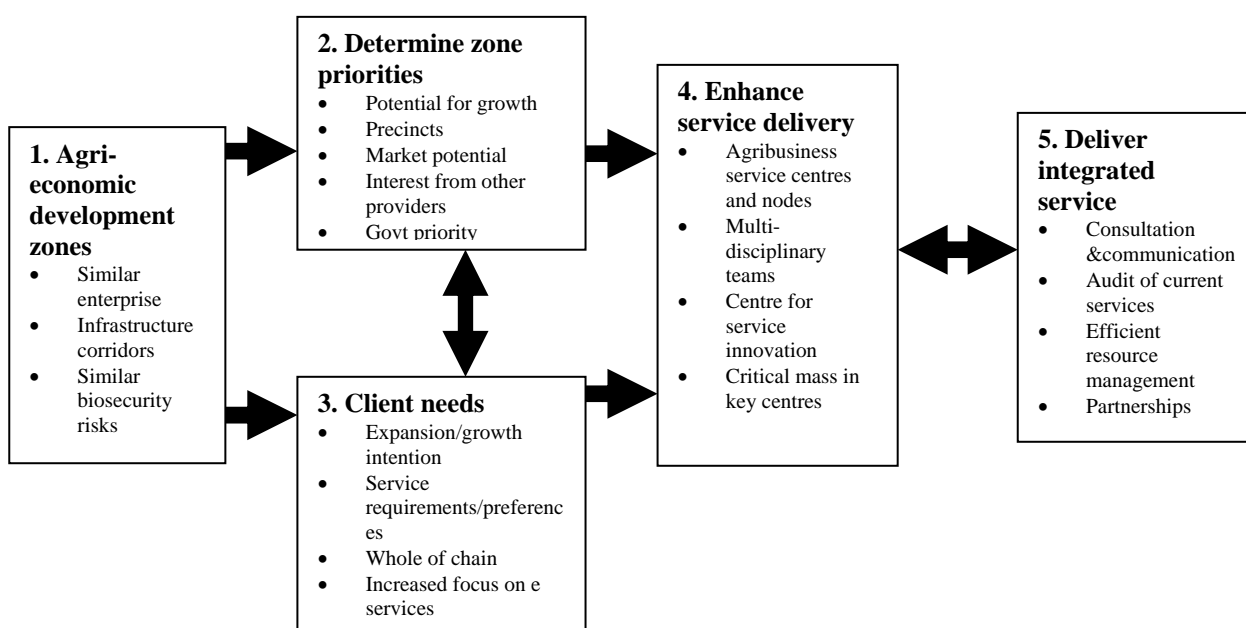 1. Agri-
economic
development
zones
• Similar
enterprise
• Infrastructure
corridors
• Similar
biosecurity
risks
2. Determine zone
priorities
• Potential for growth
• Precincts
• Market potential
• Interest from other
providers
• Govt priority
3. Client needs
• Expansion/growth
intention
• Service
requirements/preferenc
es
• Whole of chain
• Increased focus on e
services
4. Enhance
service delivery
• Agribusiness
service centres
and nodes
• Multi-
disciplinary
teams
• Centre for
service
innovation
• Critical mass in
key centres
5. Deliver
integrated
service
• Consultation
&communication
• Audit of current
services
• Efficient
resource
management
• Partnerships